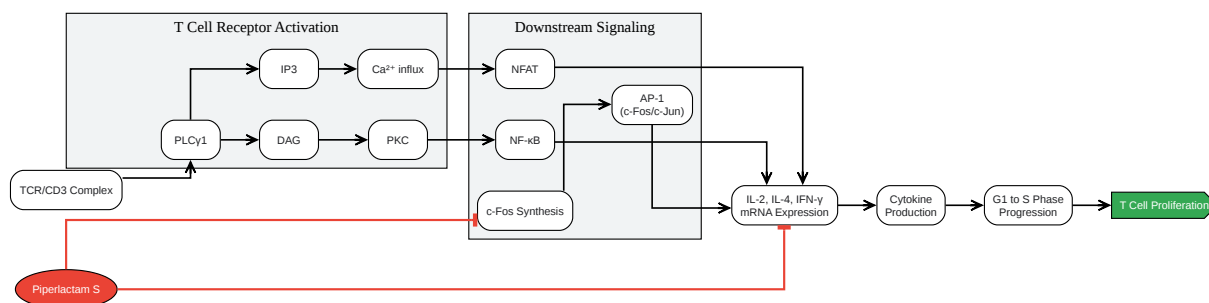 T Cell Receptor Activation
Downstream Signaling
IP3
Ca²⁺ influx
NFAT
AP-1
(c-Fos/c-Jun)
PLCγ1
DAG
PKC
NF-κB
TCR/CD3 Complex
c-Fos Synthesis
IL-2, IL-4, IFN-γ
mRNA Expression
Cytokine
Production
G1 to S Phase
Progression
T Cell Proliferation
Piperlactam S